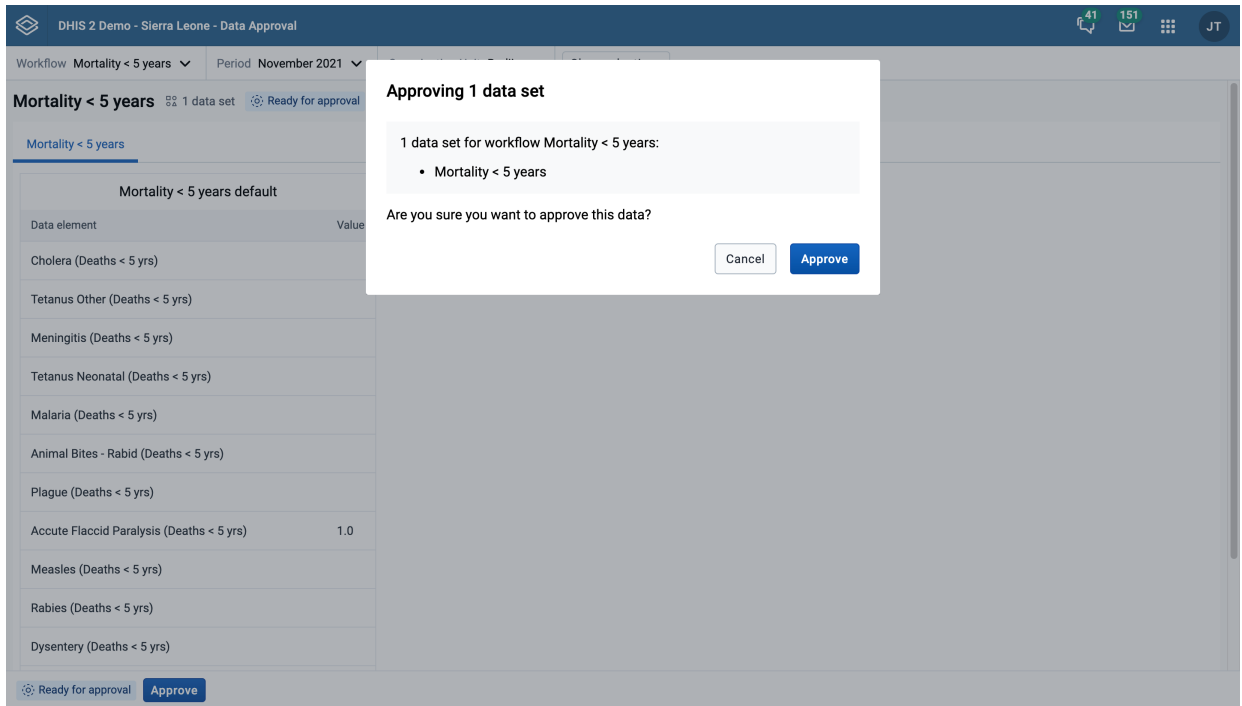 DHIS 2 Demo - Sierra Leone - Data Approval
41
151
JT
Workflow Mortality < 5 years
Period November 2021
Mortality < 5 years
1 data set
Ready for approval
Mortality < 5 years
Mortality < 5 years default
Data element Value
Cholera (Deaths < 5 yrs)
Tetanus Other (Deaths < 5 yrs)
Meningitis (Deaths < 5 yrs)
Tetanus Neonatal (Deaths < 5 yrs)
Malaria (Deaths < 5 yrs)
Animal Bites - Rabid (Deaths < 5 yrs)
Plague (Deaths < 5 yrs)
Accute Flaccid Paralysis (Deaths < 5 yrs) 1.0
Measles (Deaths < 5 yrs)
Rabies (Deaths < 5 yrs)
Dysentery (Deaths < 5 yrs)
Ready for approval
Approve
Approving 1 data set
1 data set for workflow Mortality < 5 years:
• Mortality < 5 years
Are you sure you want to approve this data?
Cancel
Approve